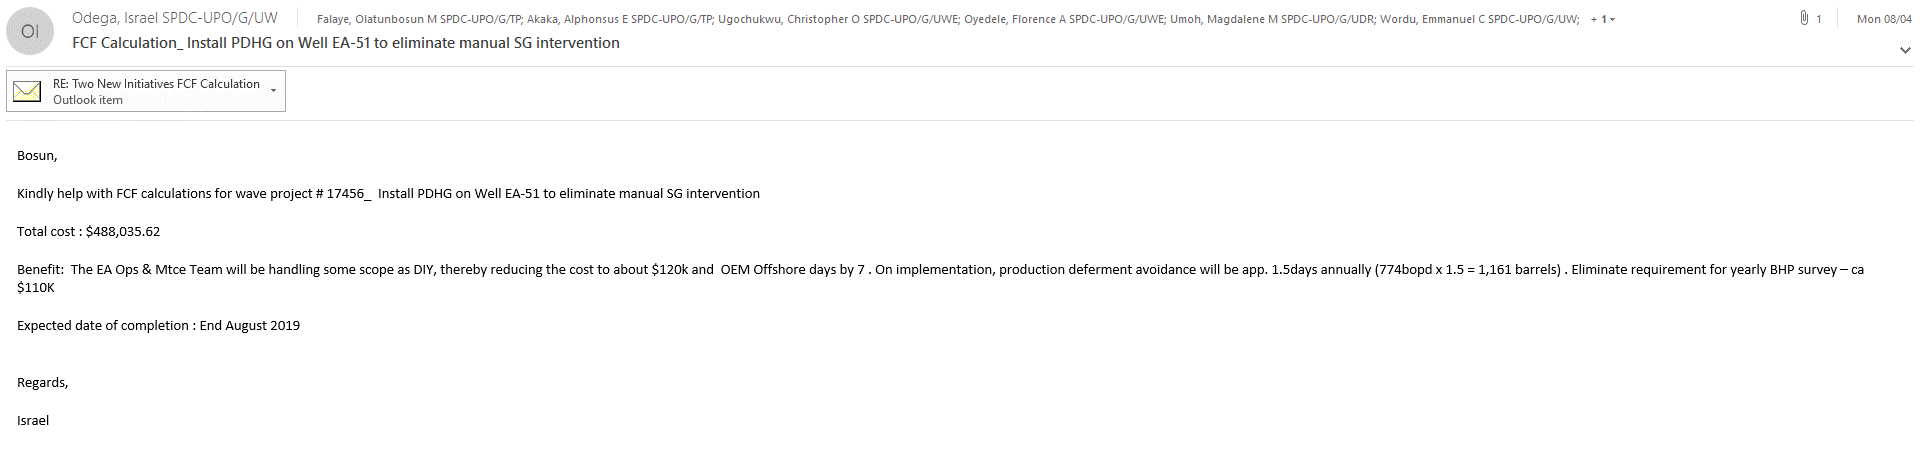 OI
Odega, Israel SPDC-UPO/G/UW
Falaye, Olatunbosun M SPDC-UPO/G/TP; Akaka, Alphonsus E SPDC-UPO/G/TP; Ugochukwu, Christopher O SPDC-UPO/G/UWE; Oyedele, Florence A SPDC-UPO/G/UWE; Umoh, Magdalene M SPDC-UPO/G/UDR; Wordu, Emmanuel C SPDC-UPO/G/UW; + 1
1
Mon 08/04
FCF Calculation_ Install PDHG on Well EA-51 to eliminate manual SG intervention
RE: Two New Initiatives FCF Calculation
Outlook item
Bosun,
Kindly help with FCF calculations for wave project # 17456_  Install PDHG on Well EA-51 to eliminate manual SG intervention
Total cost : $488,035.62
Benefit:  The EA Ops & Mtce Team will be handling some scope as DIY, thereby reducing the cost to about $120k and  OEM Offshore days by 7 . On implementation, production deferment avoidance will be app. 1.5days annually (774bopd x 1.5 = 1,161 barrels) . Eliminate requirement for yearly BHP survey – ca
$110K
Expected date of completion : End August 2019
Regards,
Israel